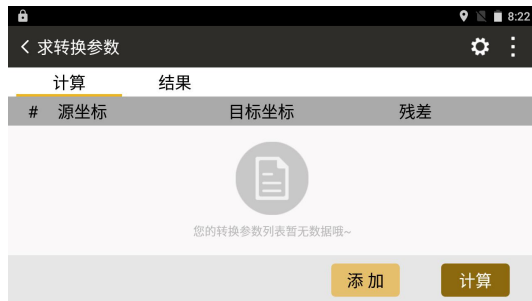 8:22
求转换参数
计算 结果
# 源坐标 目标坐标 残差
您的转换参数列表暂无数据哦~
添加 计算